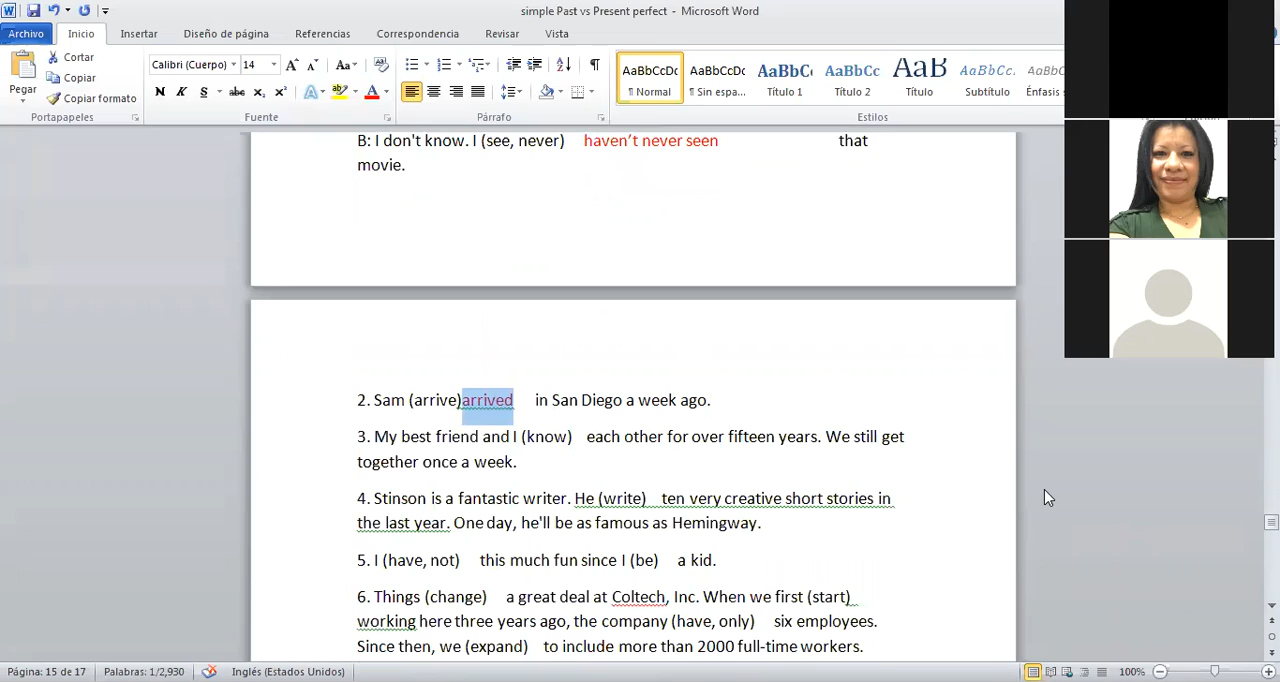 simple Past vs Present perfect - Microsoft Word
Archivo Inicio Insertar Diseño de página Referencias Correspondencia Revisar Vista
Pegar
Cortar
Copiar
Copiar formato
Portapapeles
Calibri (Cuerpo) 14
Fuente
Párrafo
AaBbCcDc AaBbCcDc AaBbC AaBbCc AaB AaBbCc. AaBbCc
¶ Normal ¶ Sin espa... Título 1 Título 2 Título Subtítulo Énfasis
Estilos
B: I don't know. I (see, never) haven’t never seen that
movie.
2. Sam (arrive)arrived in San Diego a week ago.
3. My best friend and I (know) each other for over fifteen years. We still get
together once a week.
4. Stinson is a fantastic writer. He (write) ten very creative short stories in
the last year. One day, he'll be as famous as Hemingway.
5. I (have, not) this much fun since I (be) a kid.
6. Things (change) a great deal at Coltech, Inc. When we first (start)
working here three years ago, the company (have, only) six employees.
Since then, we (expand) to include more than 2000 full-time workers.
Página: 15 de 17 Palabras: 1/2,930 Inglés (Estados Unidos) 100%